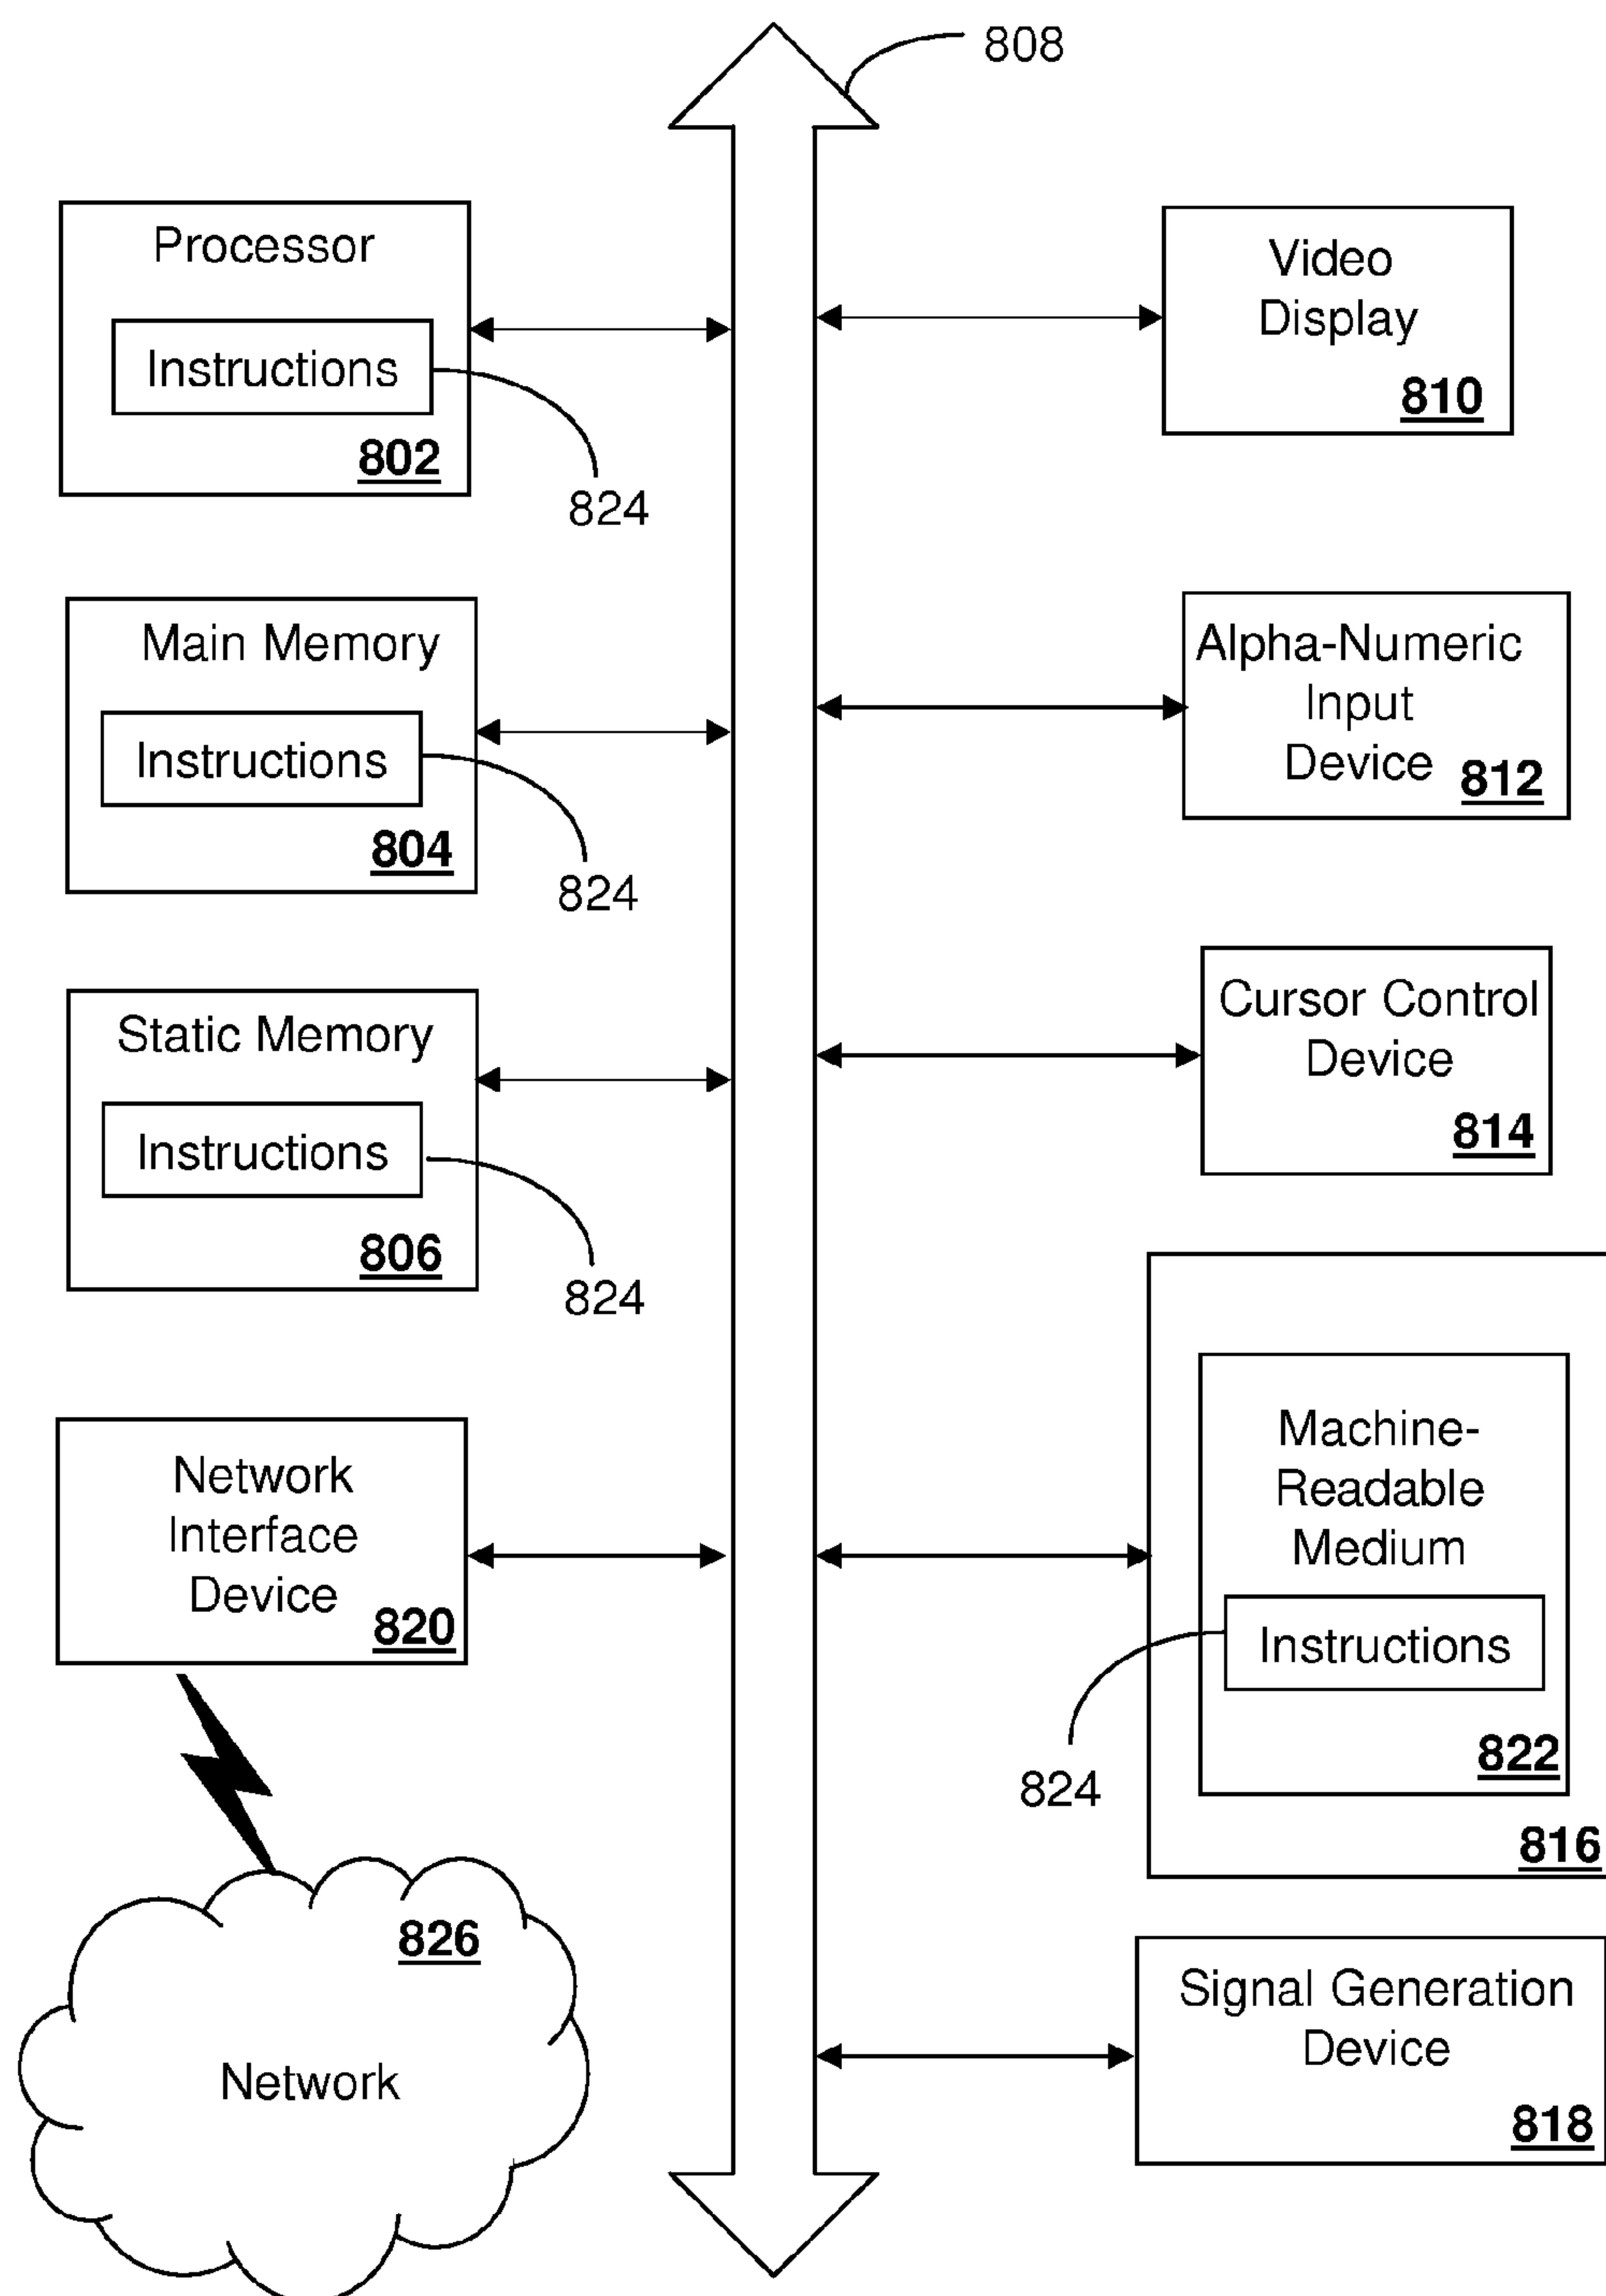 808
Processor
Instructions
802
824
Main Memory
Instructions
804
824
Static Memory
Instructions
806
824
Network
Interface
Device
820
826
Network
Video
Display
810
Alpha-Numeric
Input
Device
812
Cursor Control
Device
814
Machine-
Readable
Medium
Instructions
822
824
816
Signal Generation
Device
818